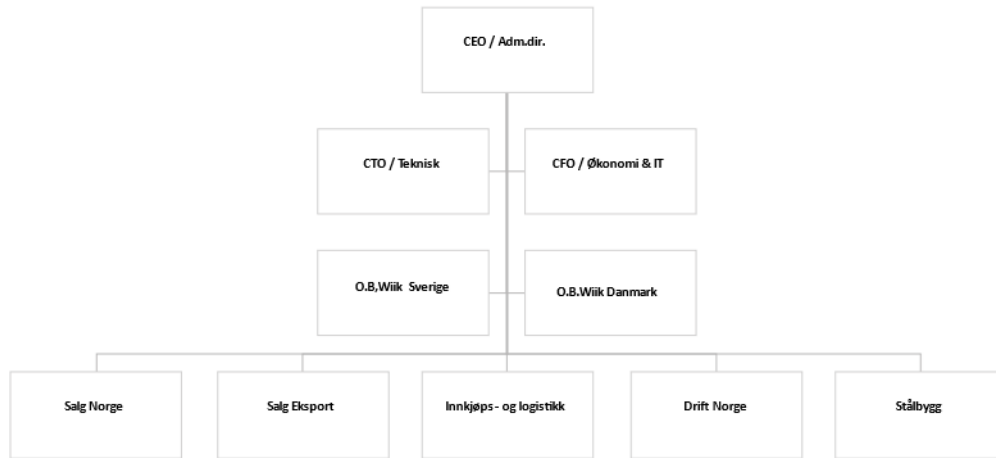 CEO / Adm.dir.
CTO / Teknisk
CFO / Økonomi & IT
O.B,Wiik Sverige
O.B.Wiik Danmark
Salg Norge
Salg Eksport
Innkjøps- og logistikk
Drift Norge
Stålbygg